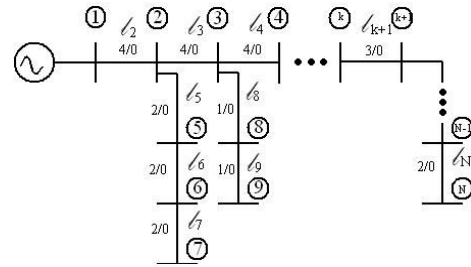 1 2 3 4 k k+1
ℓ2 ℓ3 ℓ4 ℓk+1
4/0 4/0 4/0 3/0
2/0 ℓ5 1/0 ℓ8
5 8 N-1
2/0 ℓ6 1/0 ℓ9 2/0 ℓN
6 9 N
2/0 ℓ7
7